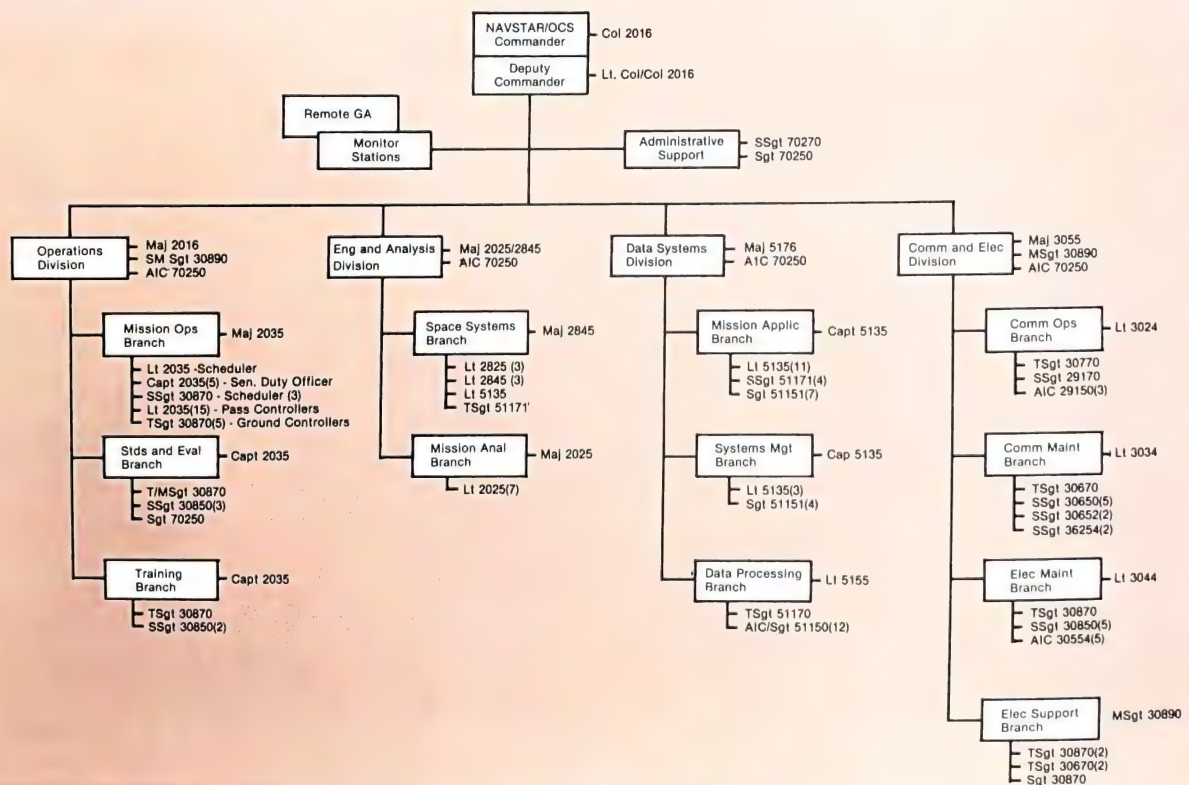 NAVSTAR/OCS
Commander
Col 2016
Deputy
Commander
Lt. Col/Col 2016
Remote GA
Monitor
Stations
Administrative
Support
SSgt 70270
Sgt 70250
Operations
Division
Maj 2016
SM Sgt 30890
AIC 70250
Mission Ops
Branch
Maj 2035
Lt 2035 -Scheduler
Capt 2035(5) - Sen. Duty Officer
SSgt 30870 - Scheduler (3)
Lt 2035(15) - Pass Controllers
TSgt 30870(5) - Ground Controllers
Stds and Eval
Branch
Capt 2035
T/MSgt 30870
SSgt 30850(3)
Sgt 70250
Training
Branch
Capt 2035
TSgt 30870
SSgt 30850(2)
Eng and Analysis
Division
Maj 2025/2845
AIC 70250
Space Systems
Branch
Maj 2845
Lt 2825 (3)
Lt 2845 (3)
Lt 5135
TSgt 51171
Mission Anal
Branch
Maj 2025
Lt 2025(7)
Data Systems
Division
Maj 5176
A1C 70250
Mission Applic
Branch
Capt 5135
Lt 5135(11)
SSgt 51171(4)
Sgt 51151(7)
Systems Mgt
Branch
Cap 5135
Lt 5135(3)
Sgt 51151(4)
Data Processing
Branch
Lt 5155
TSgt 51170
AIC/Sgt 51150(12)
Comm and Elec
Division
Maj 3055
MSgt 30890
AIC 70250
Comm Ops
Branch
Lt 3024
TSgt 30770
SSgt 29170
AIC 29150(3)
Comm Maint
Branch
Lt 3034
TSgt 30670
SSgt 30650(5)
SSgt 30652(2)
SSgt 36254(2)
Elec Maint
Branch
Lt 3044
TSgt 30870
SSgt 30850(5)
AIC 30554(5)
Elec Support
Branch
MSgt 30890
TSgt 30870(2)
TSgt 30670(2)
Sgt 30870